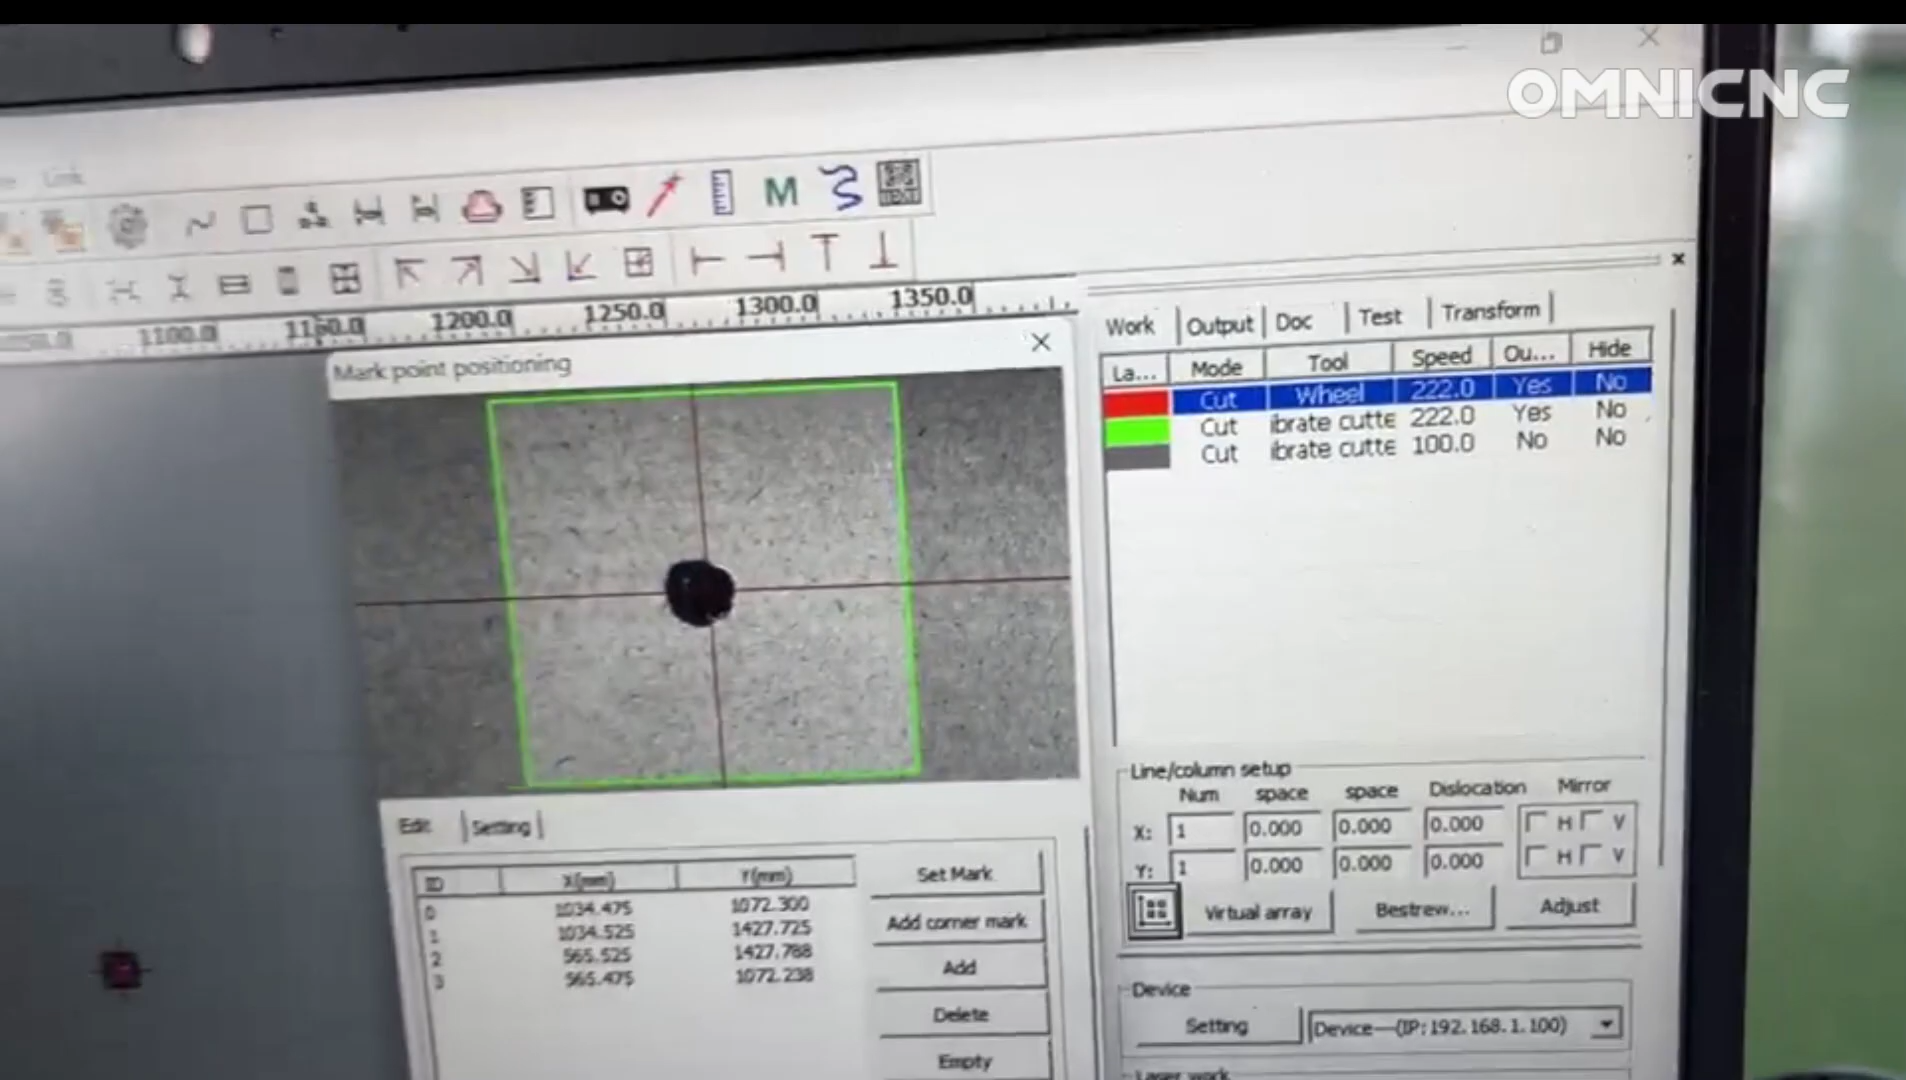 OMNICNC
Link
M
1100.0 1150.0 1200.0 1250.0 1300.0 1350.0
Mark point positioning
Work Output Doc Test Transform
La... Mode Tool Speed Ou... Hide
Cut Wheel 222.0 Yes No
Cut ibrate cutte 222.0 Yes No
Cut ibrate cutte 100.0 No No
Edit Setting
ID X(mm) Y(mm)
0 1034.475 1072.300
1 1034.525 1427.725
2 565.525 1427.788
3 565.475 1072.238
Set Mark
Add corner mark
Add
Delete
Empty
Line/column setup
Num space space Dislocation Mirror
X: 1 0.000 0.000 0.000 H V
Y: 1 0.000 0.000 0.000 H V
Virtual array Bestrew... Adjust
Device
Setting Device---(IP:192.168.1.100)
Laser work